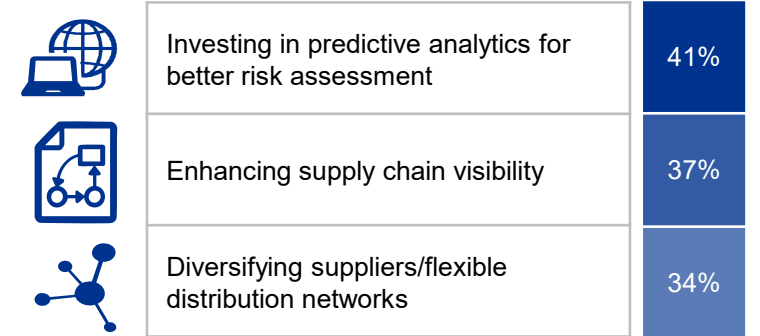 Investing in predictive analytics for
better risk assessment
41%
Enhancing supply chain visibility
37%
Diversifying suppliers/flexible
distribution networks
34%